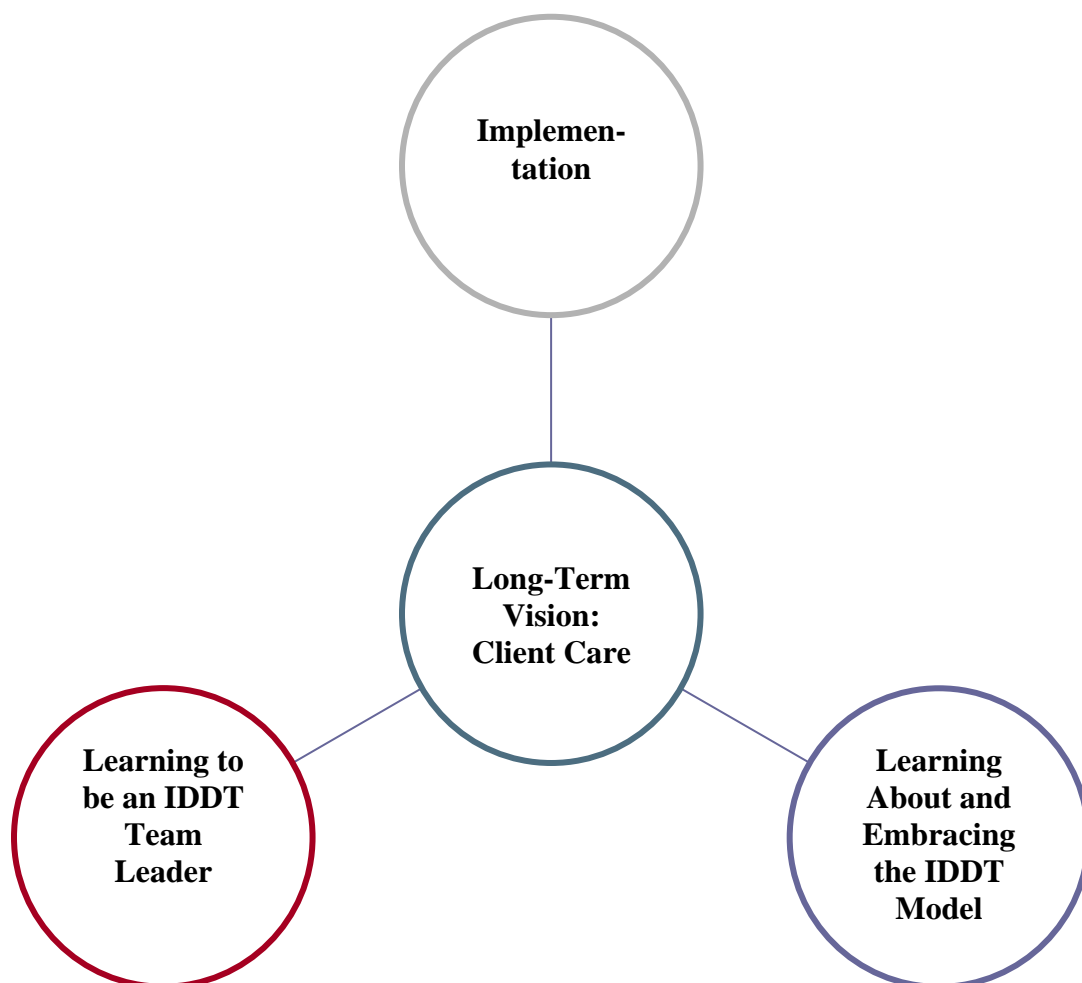 Implemen-
tation
Long-Term
Vision:
Client Care
Learning to
be an IDDT
Team
Leader
Learning
About and
Embracing
the IDDT
Model